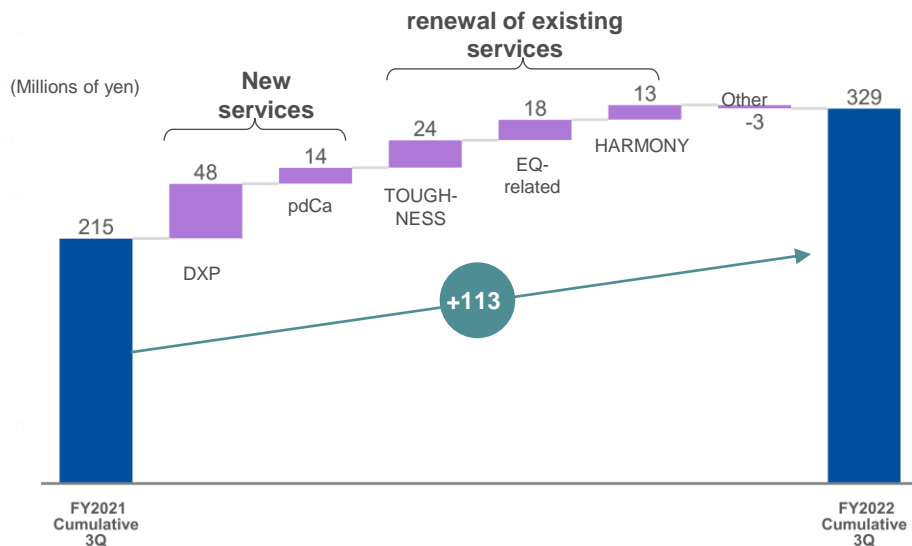 renewal of existing
services
(Millions of yen)
New
services
215
48
14
24
18
13
Other
-3
329
DXP
pdCa
TOUGH-
NESS
EQ-
related
HARMONY
+113
FY2021
Cumulative
3Q
FY2022
Cumulative
3Q